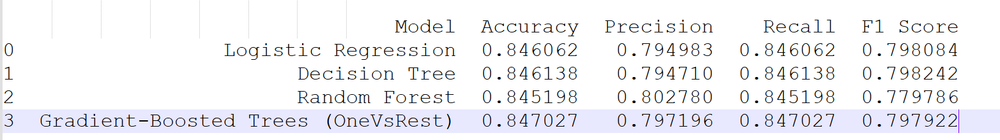 Model Accuracy Precision Recall F1 Score
0 Logistic Regression 0.846062 0.794983 0.846062 0.798084
1 Decision Tree 0.846138 0.794710 0.846138 0.798242
2 Random Forest 0.845198 0.802780 0.845198 0.779786
3 Gradient-Boosted Trees (OneVsRest) 0.847027 0.797196 0.847027 0.797922